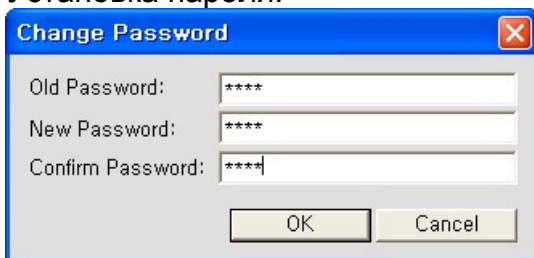 Установка пароля.
Change Password
Old Password: ****
New Password: ****
Confirm Password: ****
OK Cancel